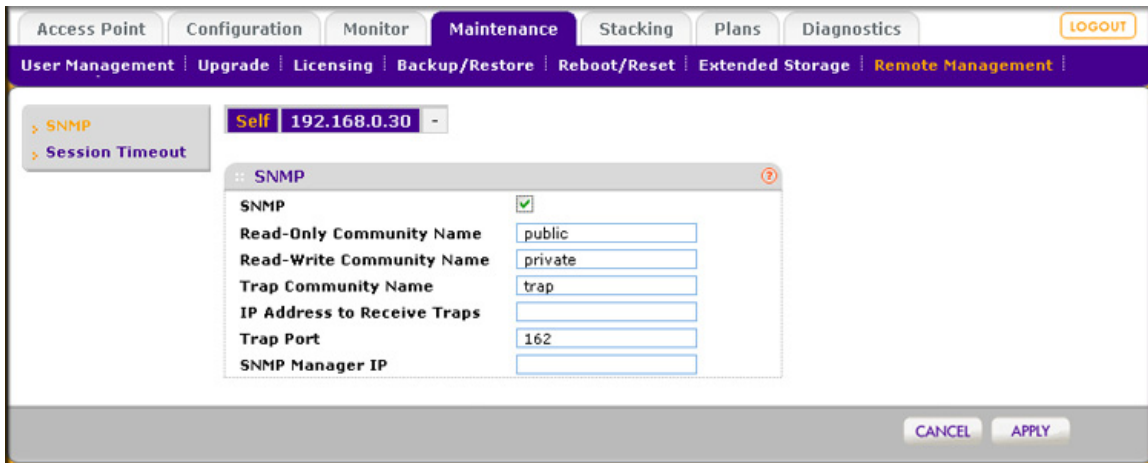 Access Point Configuration Monitor Maintenance Stacking Plans Diagnostics LOGOUT
User Management Upgrade Licensing Backup/Restore Reboot/Reset Extended Storage Remote Management
SNMP
Session Timeout
Self 192.168.0.30 -
SNMP ?
SNMP
Read-Only Community Name public
Read-Write Community Name private
Trap Community Name trap
IP Address to Receive Traps
Trap Port 162
SNMP Manager IP
CANCEL APPLY